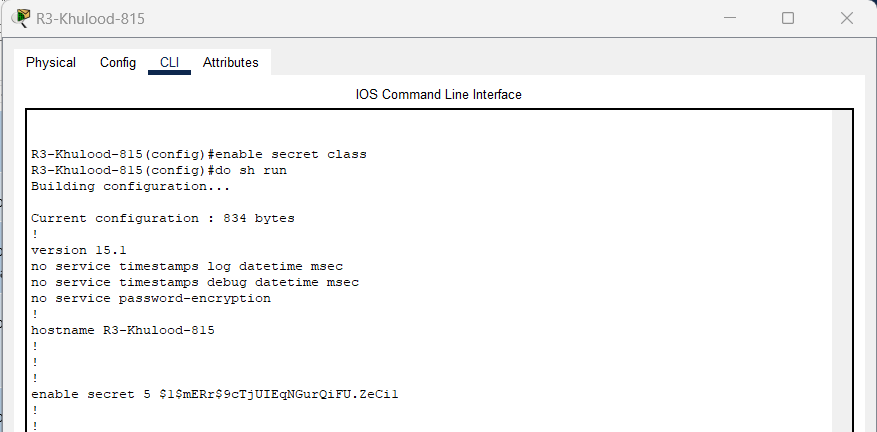 R3-Khulood-815
Physical Config CLI Attributes
IOS Command Line Interface
R3-Khulood-815(config)#enable secret class
R3-Khulood-815(config)#do sh run
Building configuration...
Current configuration : 834 bytes
!
version 15.1
no service timestamps log datetime msec
no service timestamps debug datetime msec
no service password-encryption
!
hostname R3-Khulood-815
!
!
!
enable secret 5 $1$mERr$9cTjUIEqNGurQiFU.ZeCi1
!
!